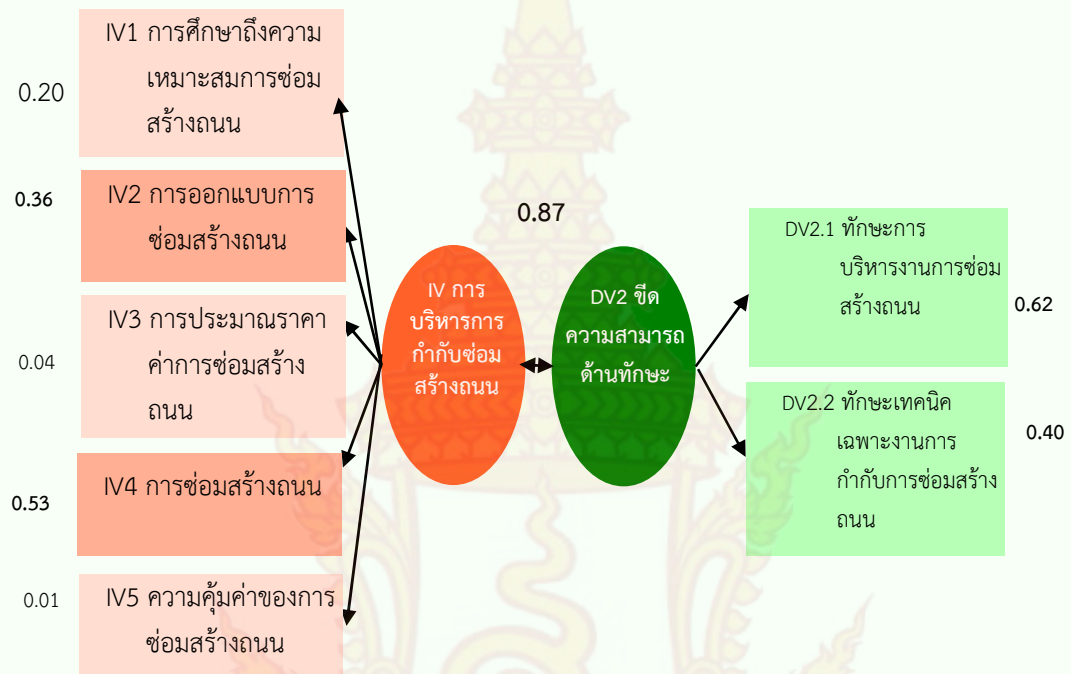 IV1 การศึกษาถึงความ
เหมาะสมการซ่อม
สร้างถนน
0.20
IV2 การออกแบบการ
ซ่อมสร้างถนน
0.36
IV3 การประมาณราคา
ค่าการซ่อมสร้าง
ถนน
0.04
IV4 การซ่อมสร้างถนน
0.53
IV5 ความคุ้มค่าของการ
ซ่อมสร้างถนน
0.01
0.87
IV การ
บริหารการ
กำกับซ่อม
สร้างถนน
DV2 ขีด
ความสามารถ
ด้านทักษะ
DV2.1 ทักษะการ
บริหารงานการซ่อม
สร้างถนน
0.62
DV2.2 ทักษะเทคนิค
เฉพาะงานการ
กำกับการซ่อมสร้าง
ถนน
0.40